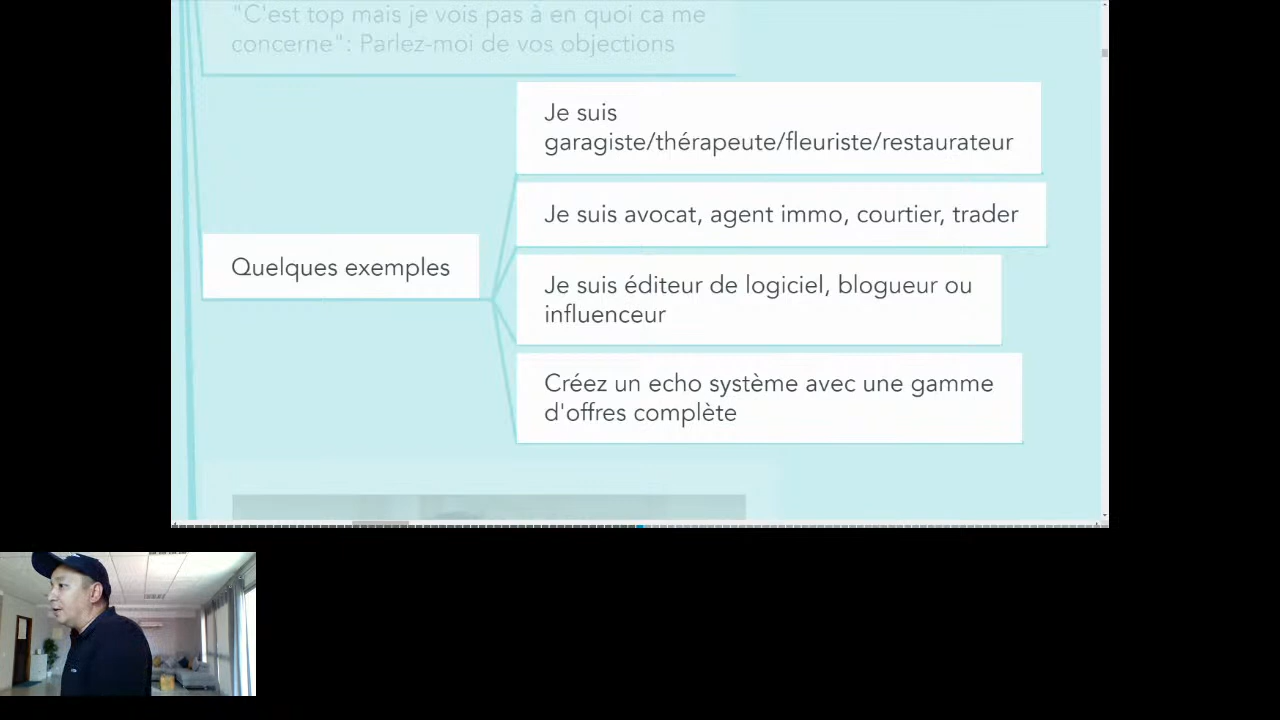 "C'est top mais je vois pas à en quoi ca me
concerne": Parlez-moi de vos objections
Je suis
garagiste/thérapeute/fleuriste/restaurateur
Je suis avocat, agent immo, courtier, trader
Quelques exemples
Je suis éditeur de logiciel, blogueur ou
influenceur
Créez un echo système avec une gamme
d'offres complète